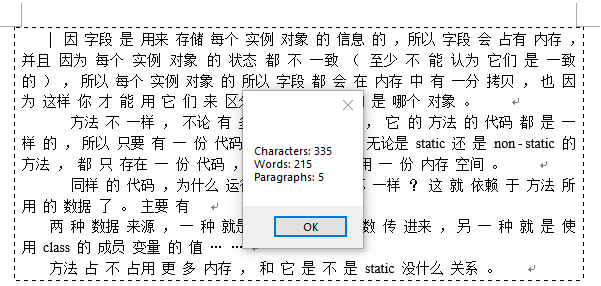 因 字段 是 用来 存储 每个 实例 对象 的 信息 的 ，所以 字段 会 占有 内存 ，
并且 因为 每个 实例 对象 的 状态 都 不 一致 （ 至少 不 能 认为 它们 是 一致
的 ） ，所以 每个 实例 对象 的 所以 字段 都 会 在 内存 中 有 一分 拷贝 ，也 因
为 这样 你 才 能 用 它 们 来 区分 是 哪个 对象 。
方法 不 一样 ，不论 有 ，它 的 方法 的 代码 都 是 一
样 的 ，所以 只要 有 一 份 代码 无论是 static 还 是 non-static 的
方法 ，都 只 存在 一 份 代码 ， 用 一 份 内存 空间 。
同样 的 代码 ，为什么 运行 不 一样 ？ 这 就 依赖 于 方法 所
用 的 数据 了 。 主要 有
两 种 数据 来源 ，一 种 就是 数 传 进来 ，另 一 种 就 是 使
用 class 的 成员 变量 的 值 … …
方法 占 不 占用 更 多 内存 ，和 它 是 不 是 static 没什么 关系 。
Characters: 335
Words: 215
Paragraphs: 5
OK